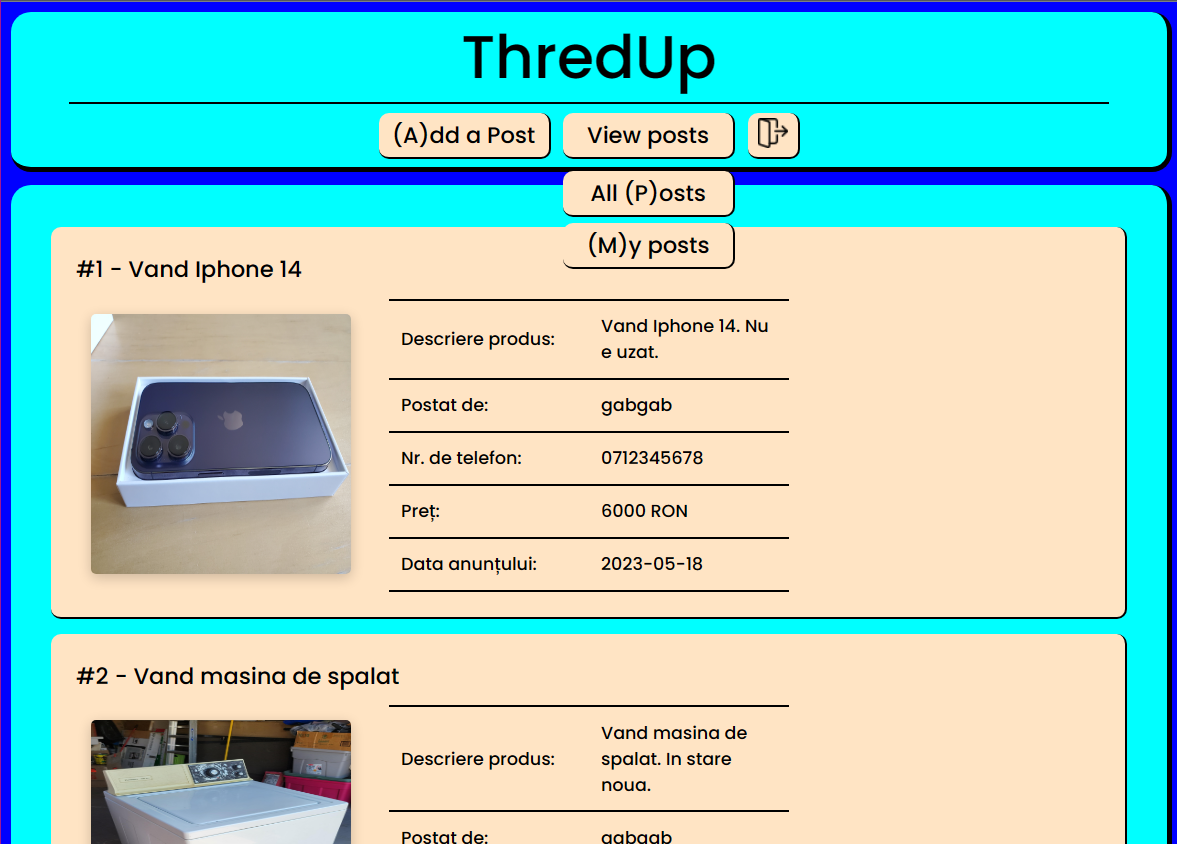 ThredUp
(A)dd a Post
View posts
All (P)osts
(M)y posts
#1 - Vand Iphone 14
Descriere produs:
Vand Iphone 14. Nu
e uzat.
Postat de:
gabgab
Nr. de telefon:
0712345678
Preț:
6000 RON
Data anunțului:
2023-05-18
#2 - Vand masina de spalat
Descriere produs:
Vand masina de
spalat. In stare
noua.
Postat de:
gabgab